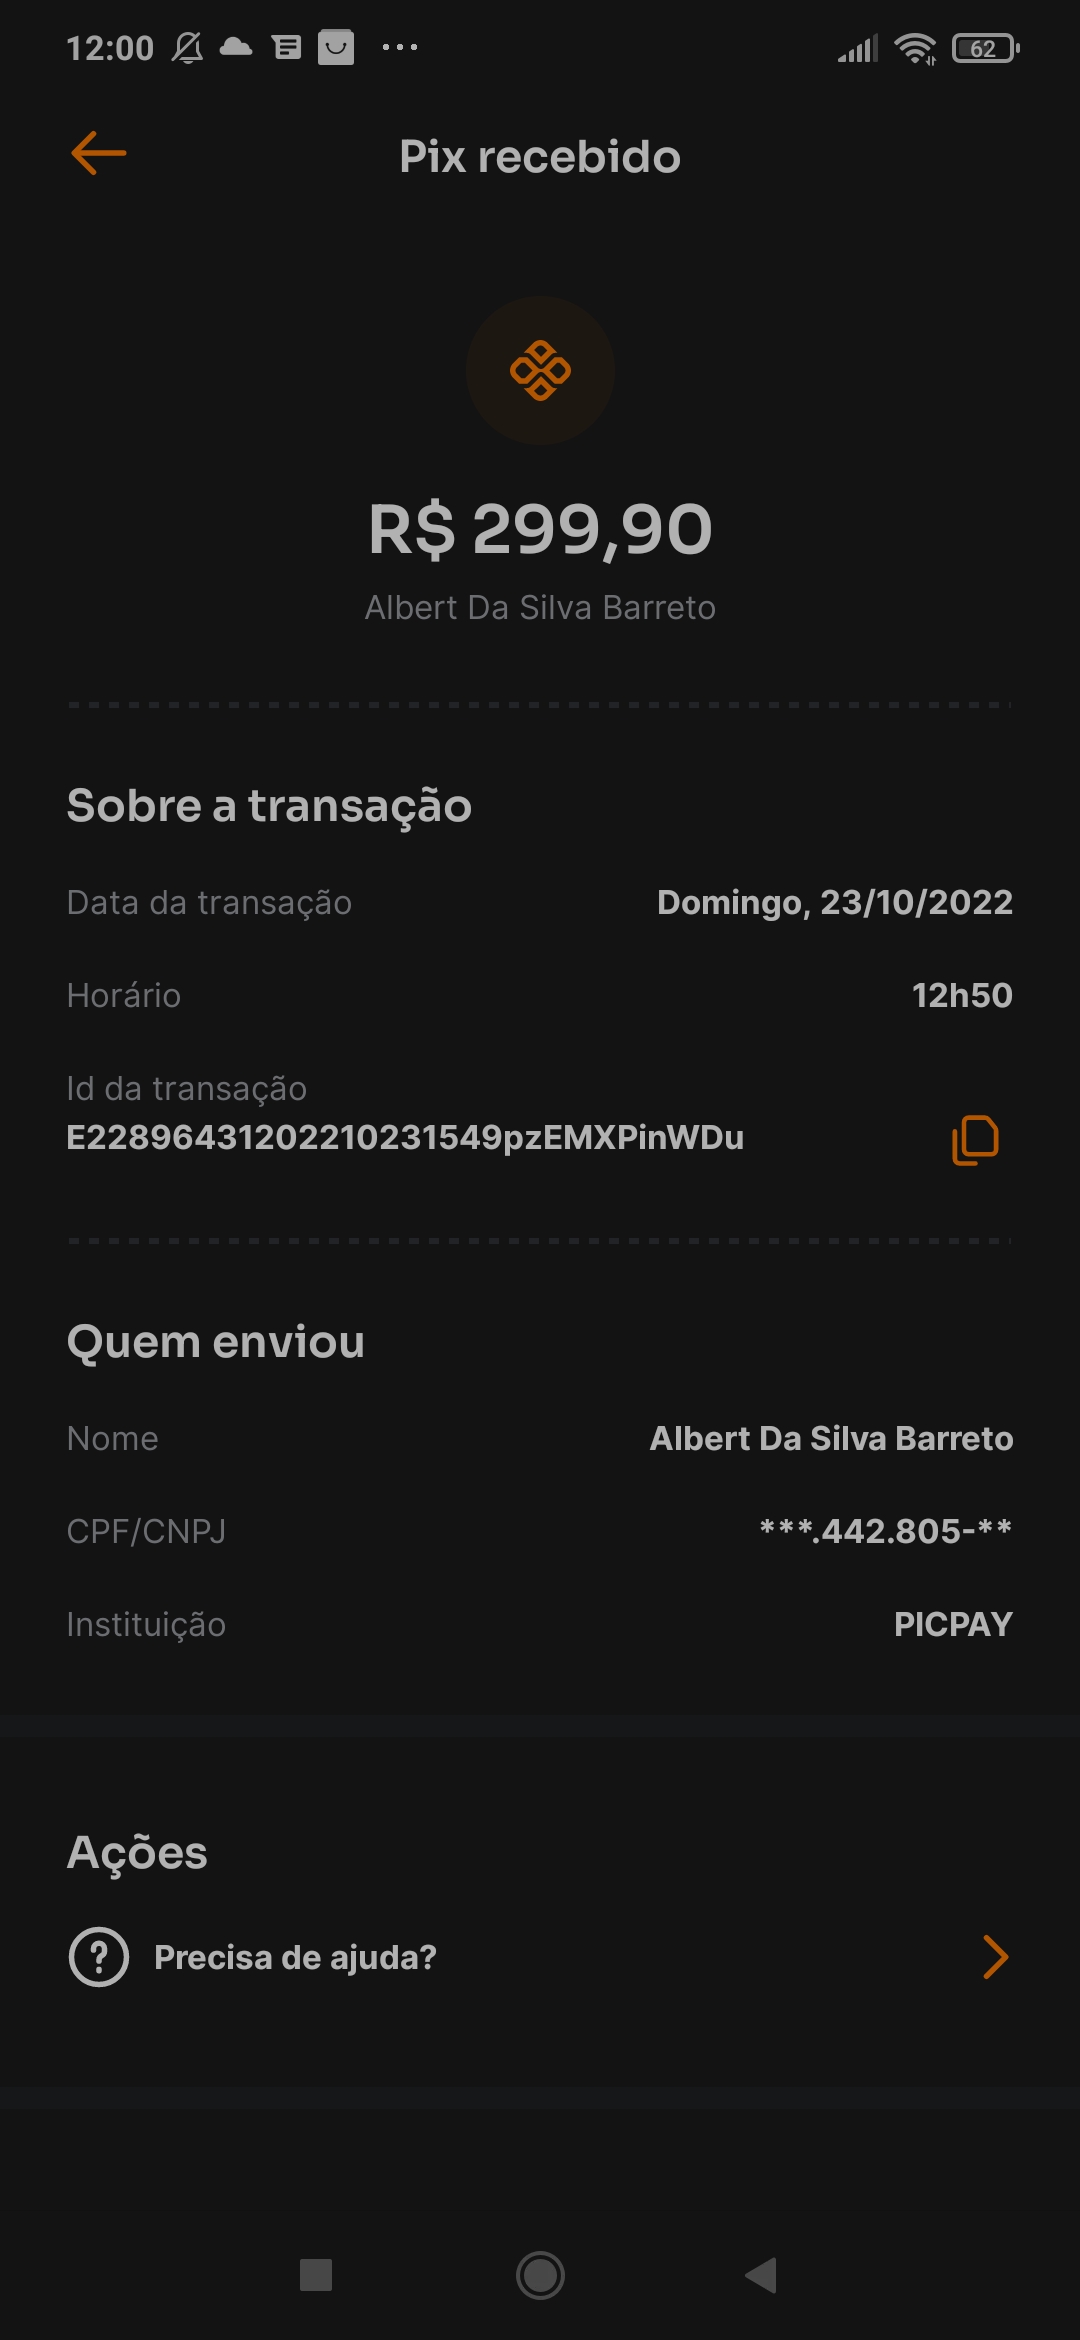 12:00
62
Pix recebido
R$ 299,90
Albert Da Silva Barreto
Sobre a transação
Data da transação Domingo, 23/10/2022
Horário 12h50
Id da transação
E22896431202210231549pzEMXPinWDu
Quem enviou
Nome Albert Da Silva Barreto
CPF/CNPJ ***.442.805-**
Instituição PICPAY
Ações
Precisa de ajuda?